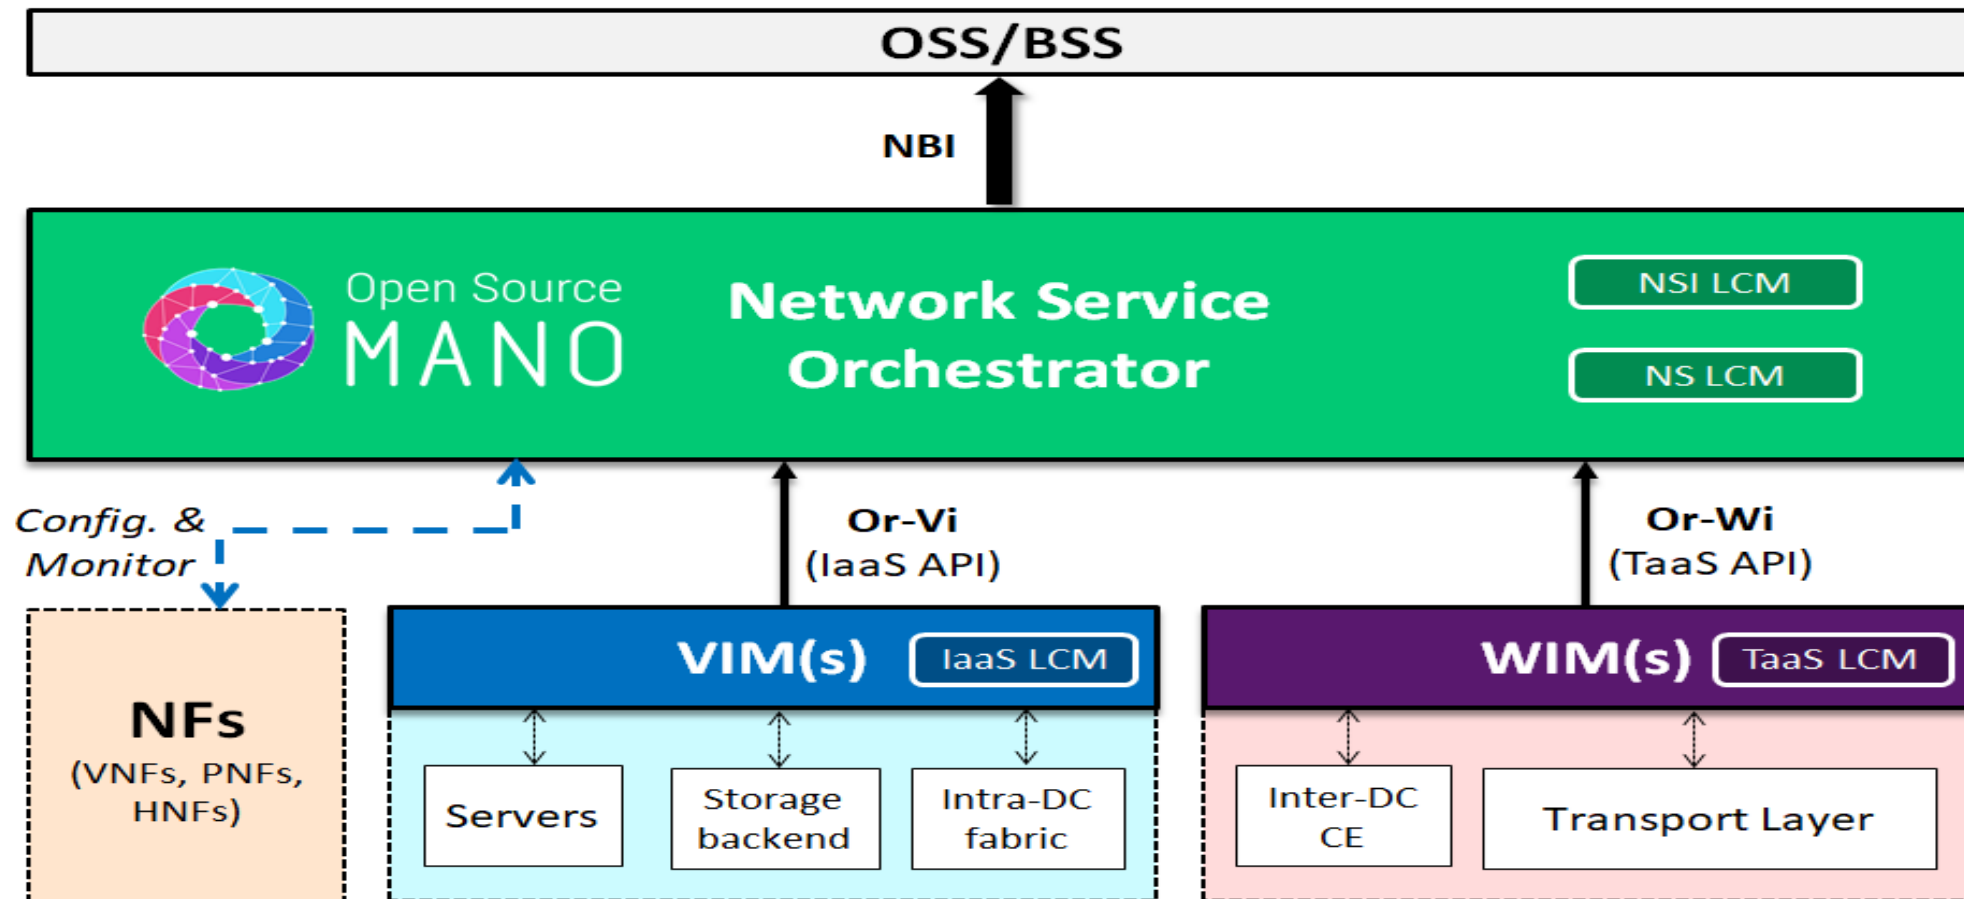 OSS/BSS
NBI
Open Source
MANO
Network Service
Orchestrator
NSI LCM
NS LCM
Config. &
Monitor
Or-Vi
(IaaS API)
Or-Wi
(TaaS API)
NFs
(VNFs, PNFs,
HNFs)
VIM(s)
IaaS LCM
Servers
Storage
backend
Intra-DC
fabric
WIM(s)
TaaS LCM
Inter-DC
CE
Transport Layer